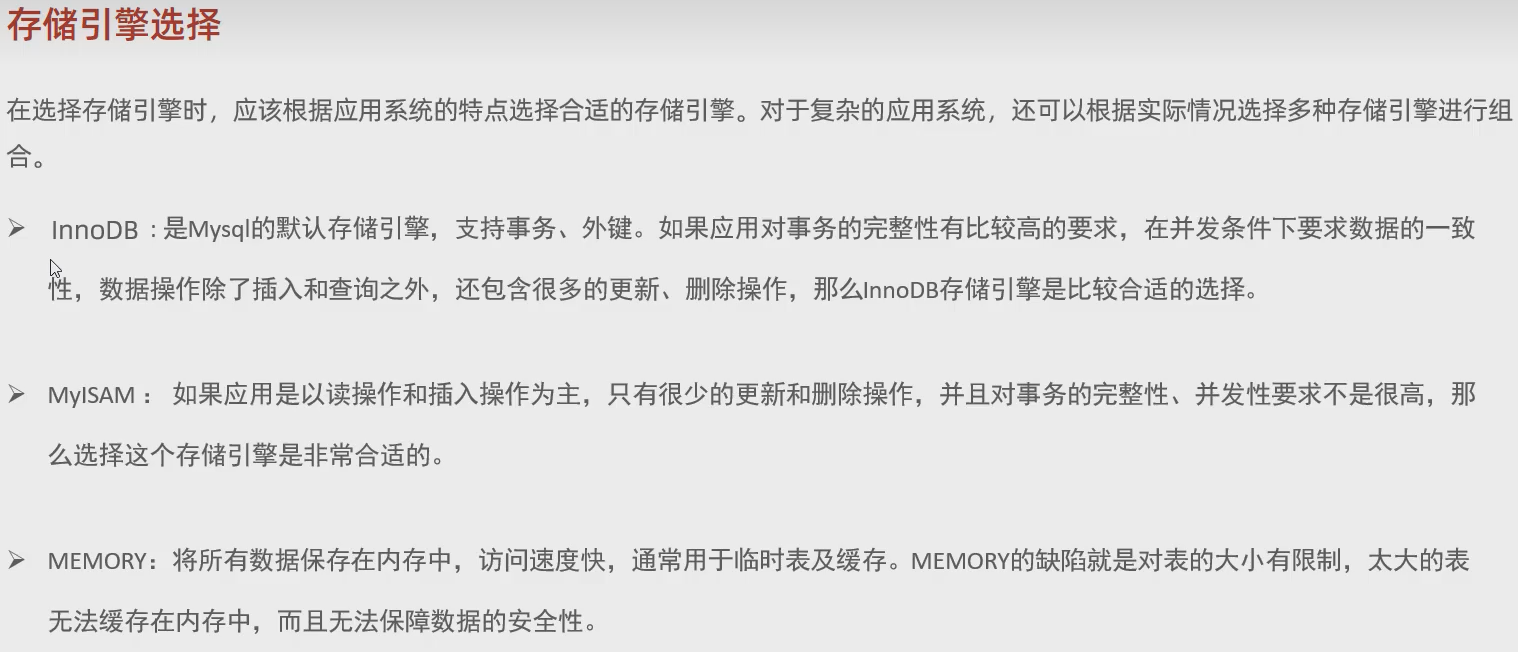 存储引擎选择
在选择存储引擎时，应该根据应用系统的特点选择合适的存储引擎。对于复杂的应用系统，还可以根据实际情况选择多种存储引擎进行组
合。
➢ InnoDB : 是Mysql的默认存储引擎，支持事务、外键。如果应用对事务的完整性有比较高的要求，在并发条件下要求数据的一致
性，数据操作除了插入和查询之外，还包含很多的更新、删除操作，那么InnoDB存储引擎是比较合适的选择。
➢ MyISAM ： 如果应用是以读操作和插入操作为主，只有很少的更新和删除操作，并且对事务的完整性、并发性要求不是很高，那
么选择这个存储引擎是非常合适的。
➢ MEMORY：将所有数据保存在内存中，访问速度快，通常用于临时表及缓存。MEMORY的缺陷就是对表的大小有限制，太大的表
无法缓存在内存中，而且无法保障数据的安全性。